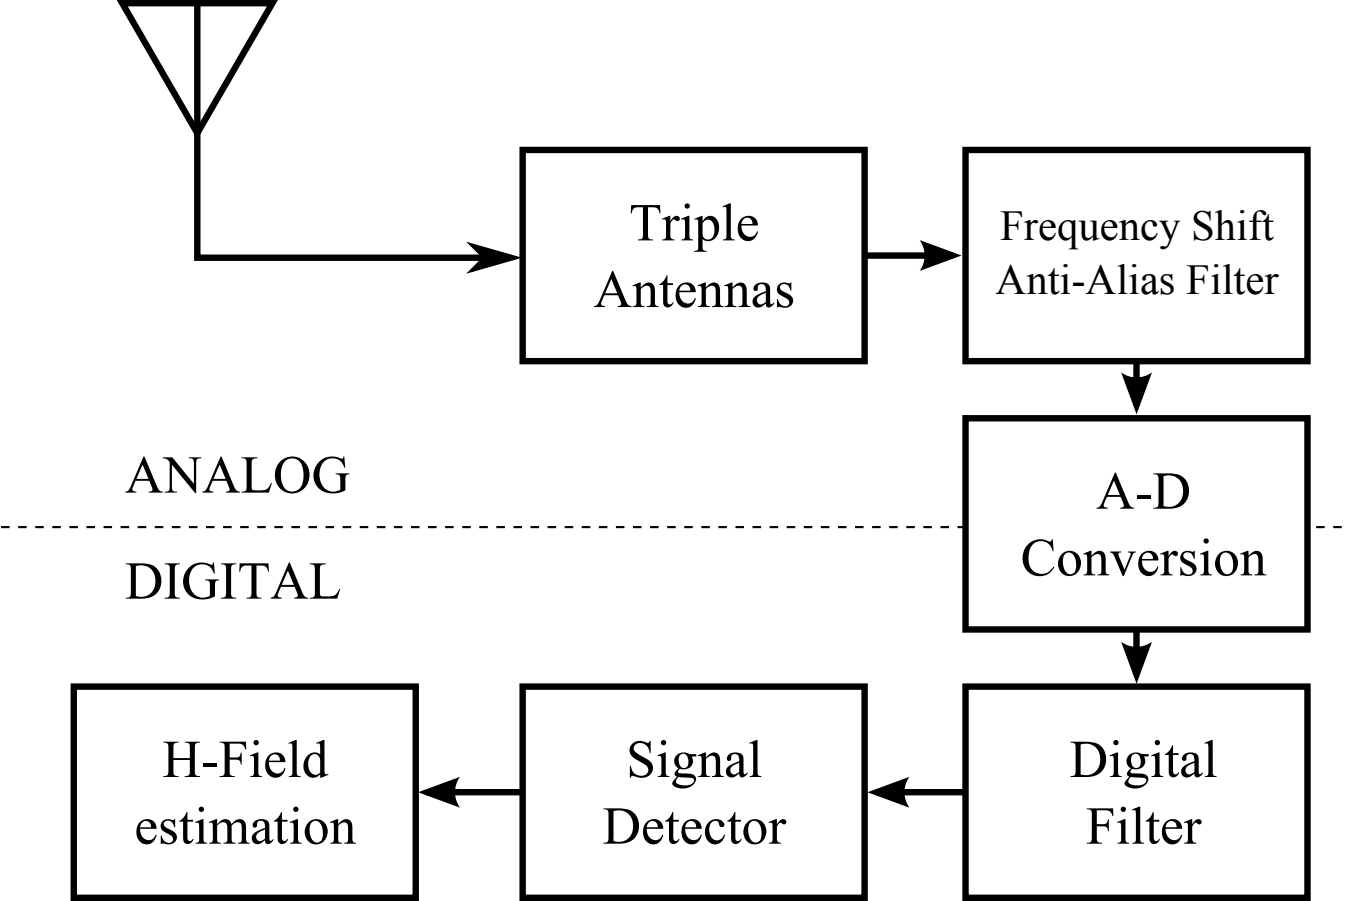 Triple
Antennas
Frequency Shift
Anti-Alias Filter
ANALOG
A-D
Conversion
DIGITAL
H-Field
estimation
Signal
Detector
Digital
Filter